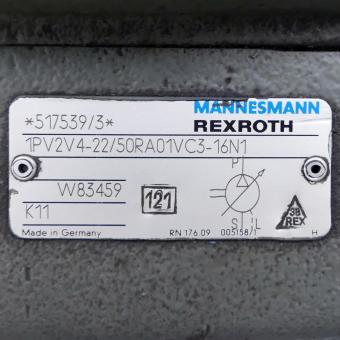 *517539/3*
MANNESMANN
REXROTH
1PV2V4-22/50RA01VC3-16N1
P
W83459
121
S L
3B
REX
K11
Made in Germany
RN 176.09
005158/1
H